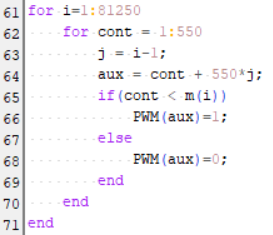 61 for i=1:81250
62     for cont = 1:550
63         j = i-1;
64         aux = cont + 550*j;
65         if(cont < m(i))
66             PWM(aux)=1;
67         else
68             PWM(aux)=0;
69         end
70     end
71 end